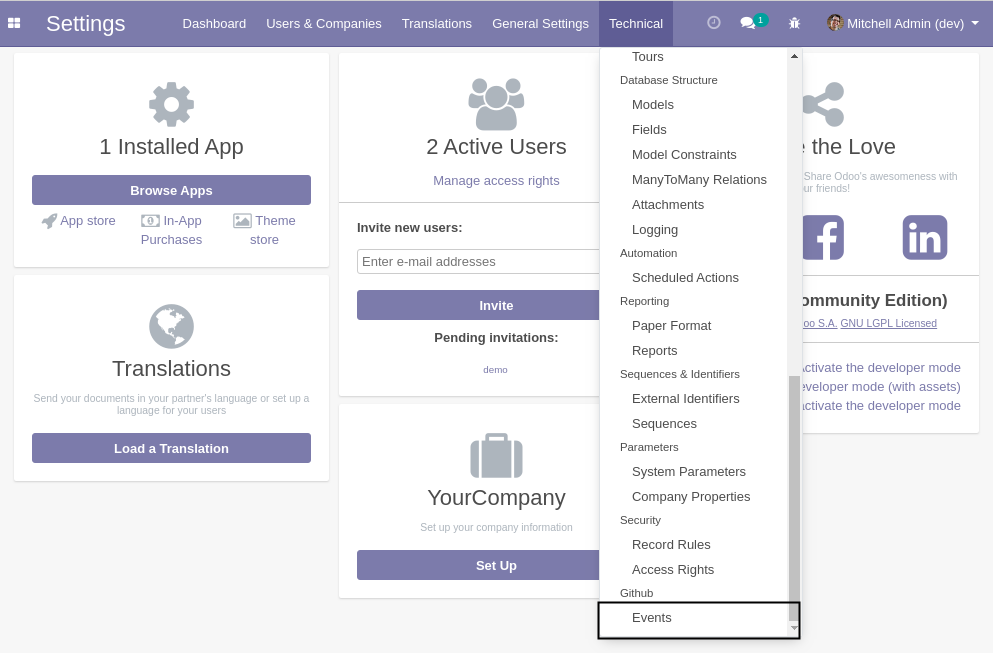 Settings
Dashboard
Users & Companies
Translations
General Settings
Technical
1
Mitchell Admin (dev)
1 Installed App
Browse Apps
App store
In-App
Purchases
Theme
store
Translations
Send your documents in your partner's language or set up a
language for your users
Load a Translation
2 Active Users
Manage access rights
Invite new users:
Enter e-mail addresses
Invite
Pending invitations:
demo
YourCompany
Set up your company information
Set Up
Tours
Database Structure
Models
Fields
Model Constraints
ManyToMany Relations
Attachments
Logging
Automation
Scheduled Actions
Reporting
Paper Format
Reports
Sequences & Identifiers
External Identifiers
Sequences
Parameters
System Parameters
Company Properties
Security
Record Rules
Access Rights
Github
Events
the Love
Share Odoo's awesomeness with
friends!
Edition)
S.A. GNU LGPL Licensed
the developer mode
mode (with assets)
the developer mode